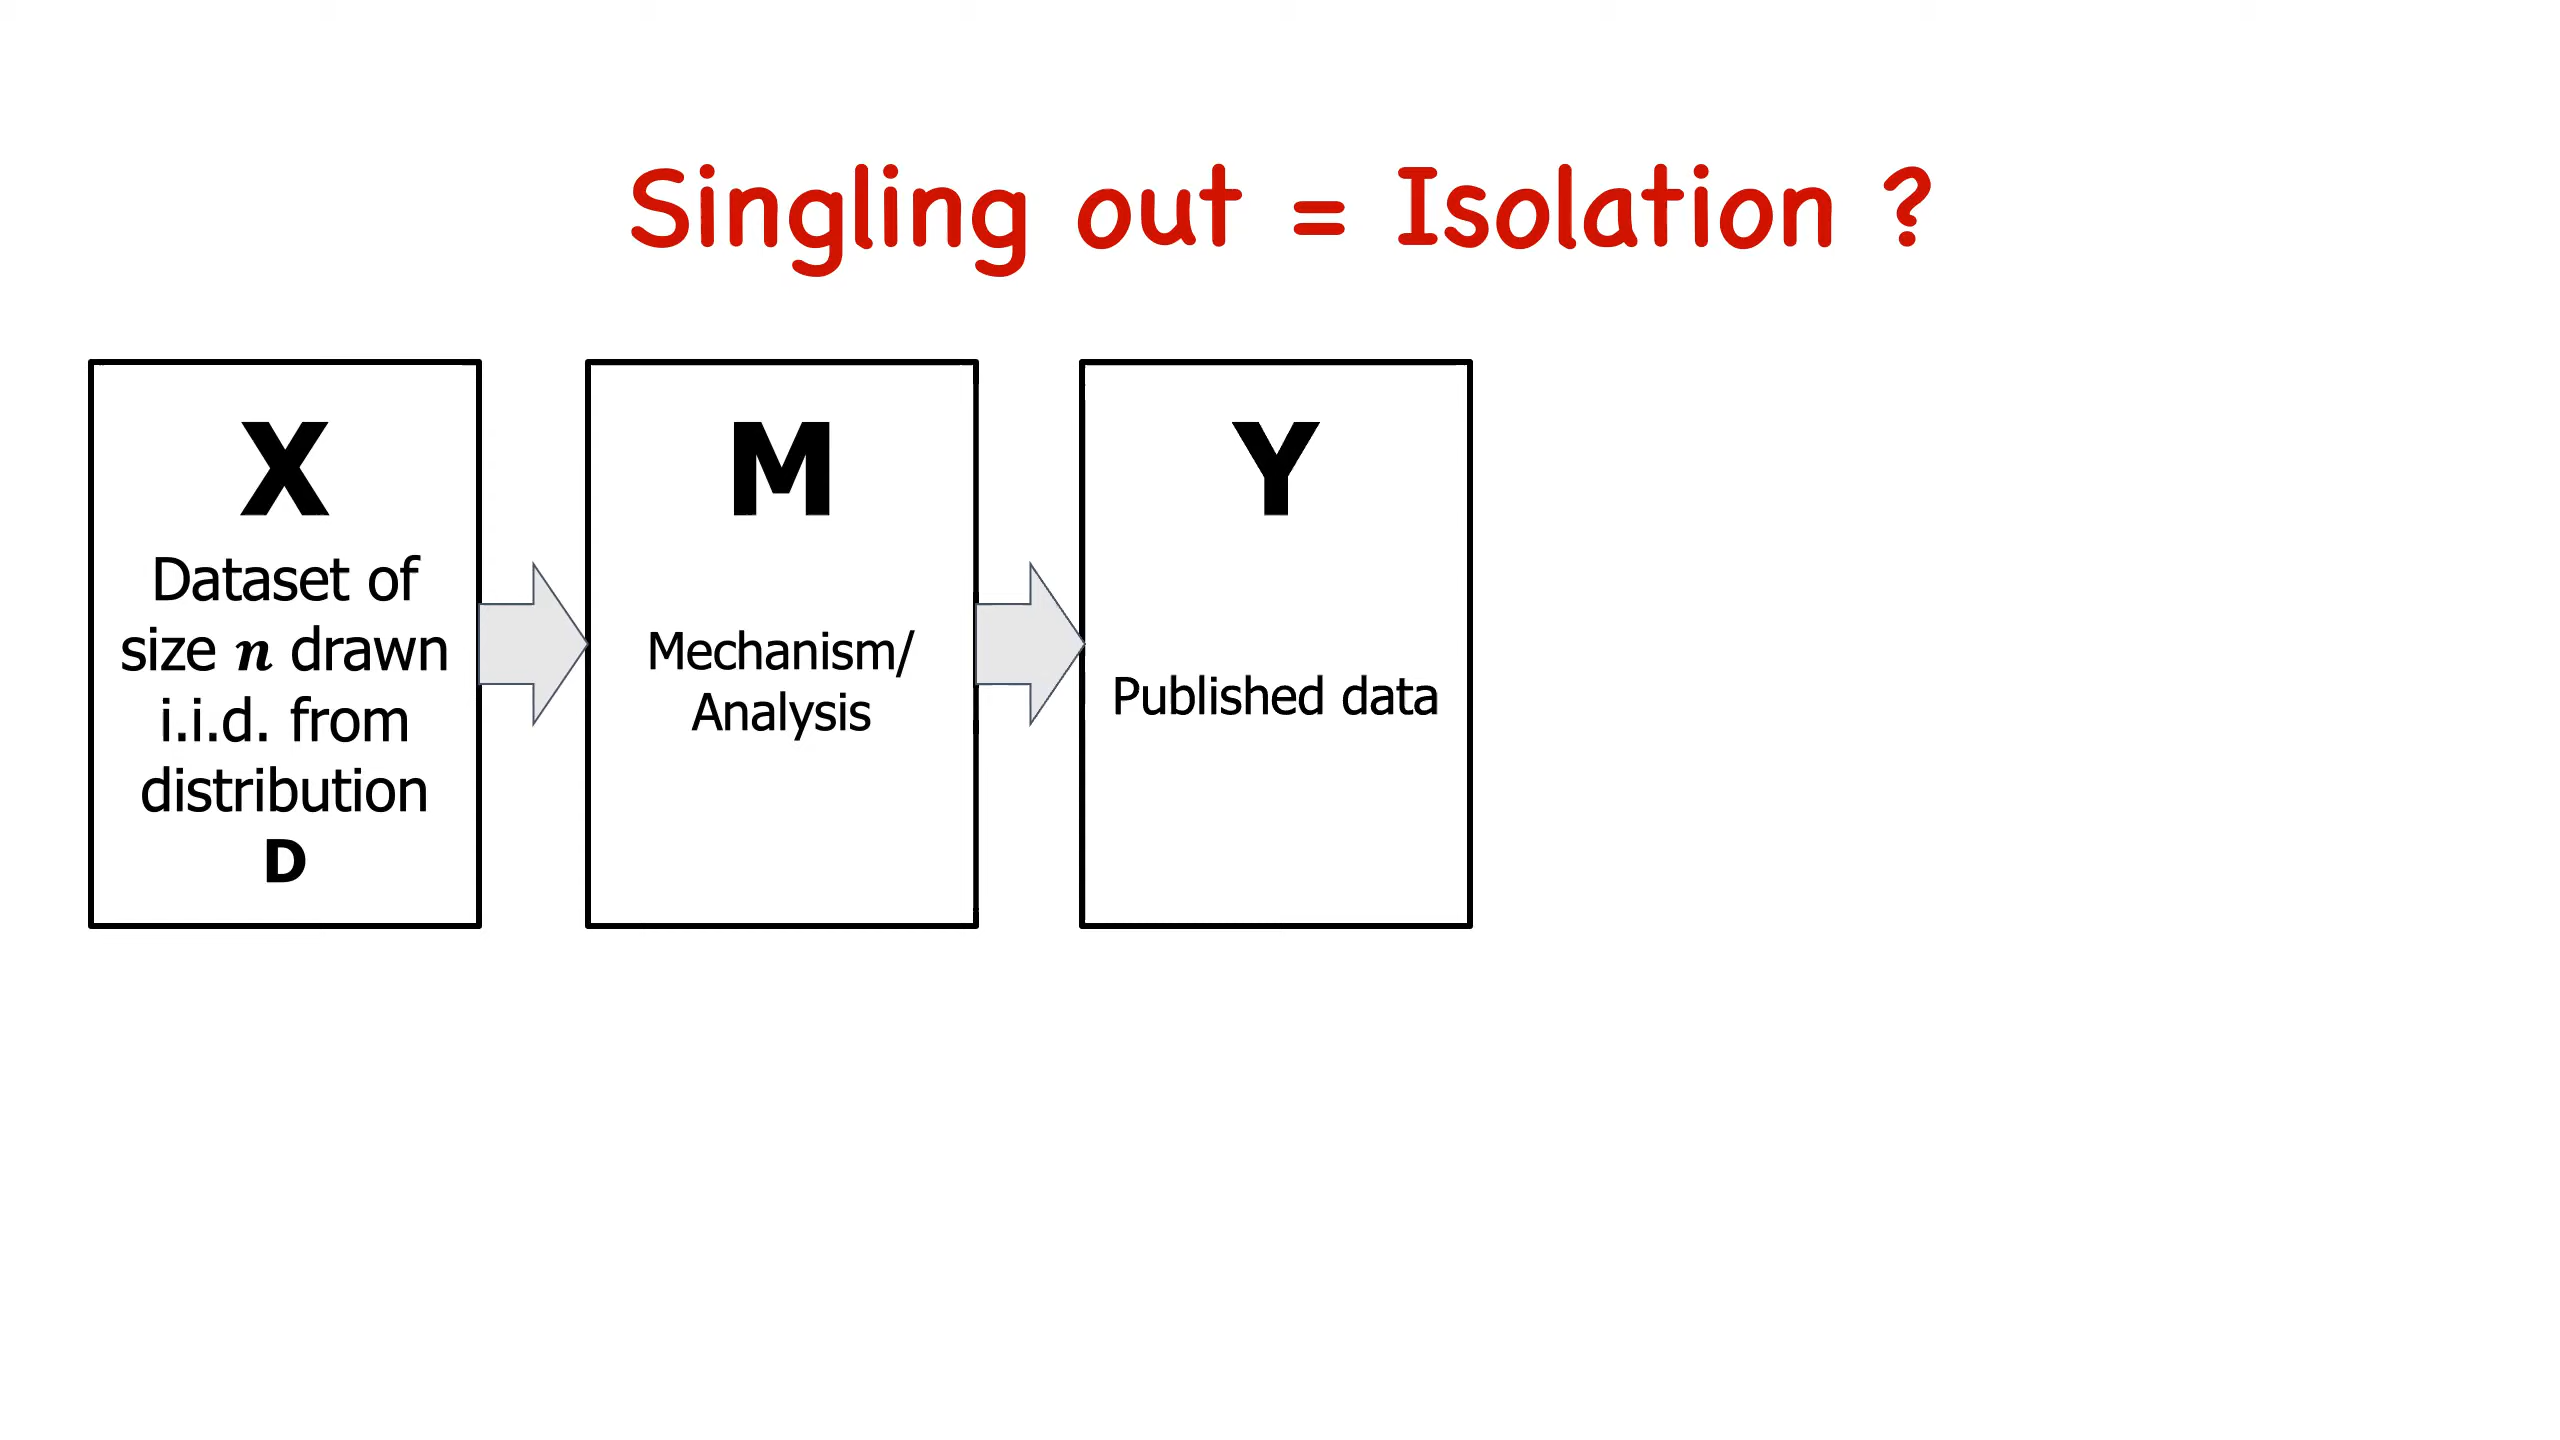 Singling out = Isolation ?
X
Dataset of
size n drawn
i.i.d. from
distribution
D
M
Mechanism/
Analysis
Y
Published data